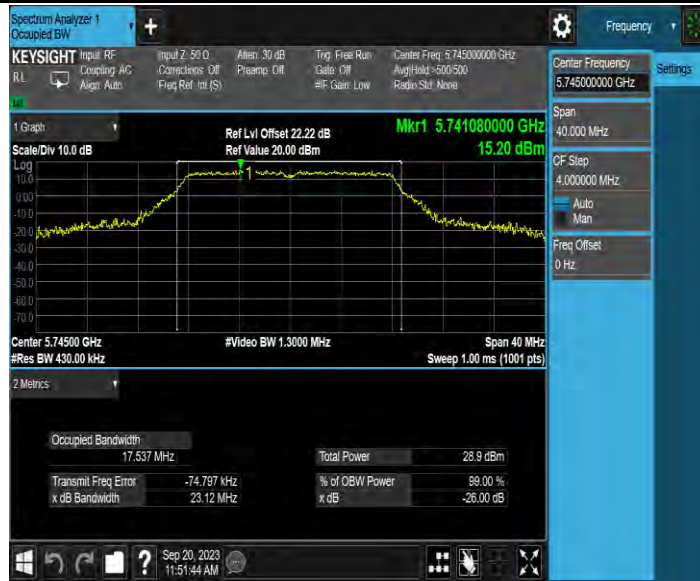 Spectrum Analyzer 1
Occupied BW
Frequency
KEYSIGHT Input: RF Input Z: 50 Ω Atten: 30 dB Trig: Free Run Center Freq: 5.745000000 GHz
RL Coupling: AC Corrections: Off Preamp: Off Gate: Off Avg|Hold:>500/500
Align: Auto Freq Ref: Int (S) #IF Gain: Low Radio Std: None
Center Frequency
5.745000000 GHz
Settings
Span
40.000 MHz
CF Step
4.000000 MHz
Auto
Man
Freq Offset
0 Hz
1 Graph
Ref Lvl Offset 22.22 dB
Mkr1 5.741080000 GHz
Scale/Div 10.0 dB
Ref Value 20.00 dBm
15.20 dBm
Log
10.0
0.00
-10.0
-20.0
-30.0
-40.0
-50.0
-60.0
-70.0
1
Center 5.74500 GHz #Video BW 1.3000 MHz Span 40 MHz
#Res BW 430.00 kHz Sweep 1.00 ms (1001 pts)
2 Metrics
Occupied Bandwidth
17.537 MHz
Total Power 28.9 dBm
Transmit Freq Error -74.797 kHz % of OBW Power 99.00 %
x dB Bandwidth 23.12 MHz x dB -26.00 dB
?
Sep 20, 2023
11:51:44 AM